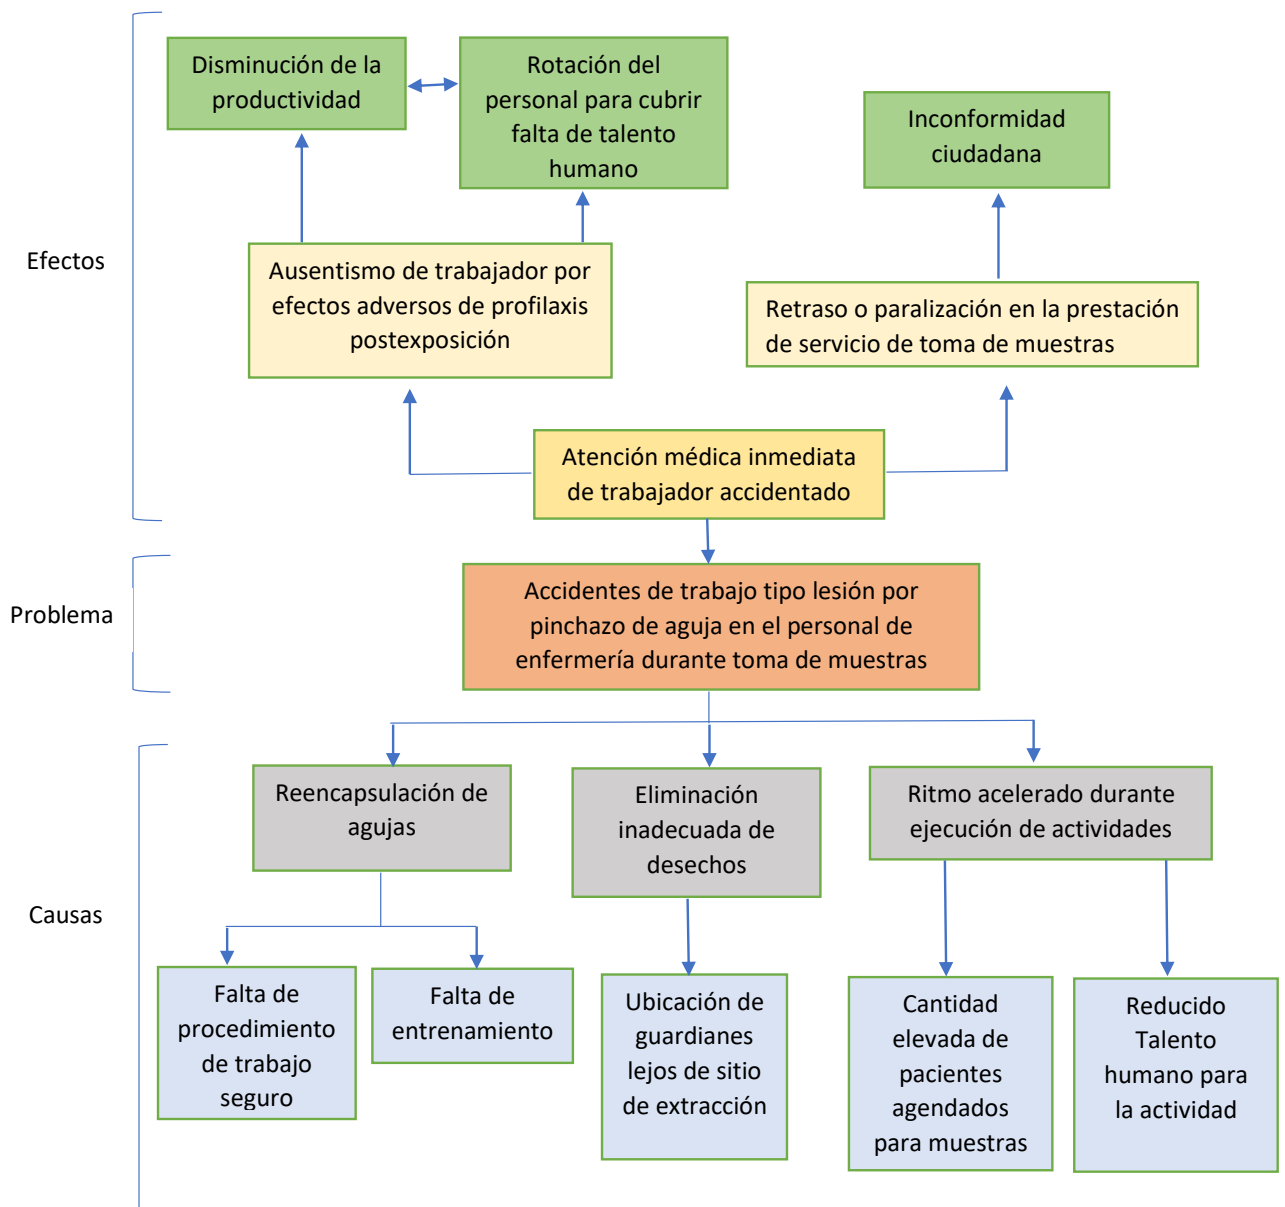 Disminución de la
productividad
Rotación del
personal para cubrir
falta de talento
humano
Inconformidad
ciudadana
Efectos
Ausentismo de trabajador por
efectos adversos de profilaxis
postexposición
Retraso o paralización en la prestación
de servicio de toma de muestras
Atención médica inmediata
de trabajador accidentado
Problema
Accidentes de trabajo tipo lesión por
pinchazo de aguja en el personal de
enfermería durante toma de muestras
Causas
Reencapsulación de
agujas
Eliminación
inadecuada de
desechos
Ritmo acelerado durante
ejecución de actividades
Falta de
procedimiento
de trabajo
seguro
Falta de
entrenamiento
Ubicación de
guardianes
lejos de sitio
de extracción
Cantidad
elevada de
pacientes
agendados
para muestras
Reducido
Talento
humano para
la actividad